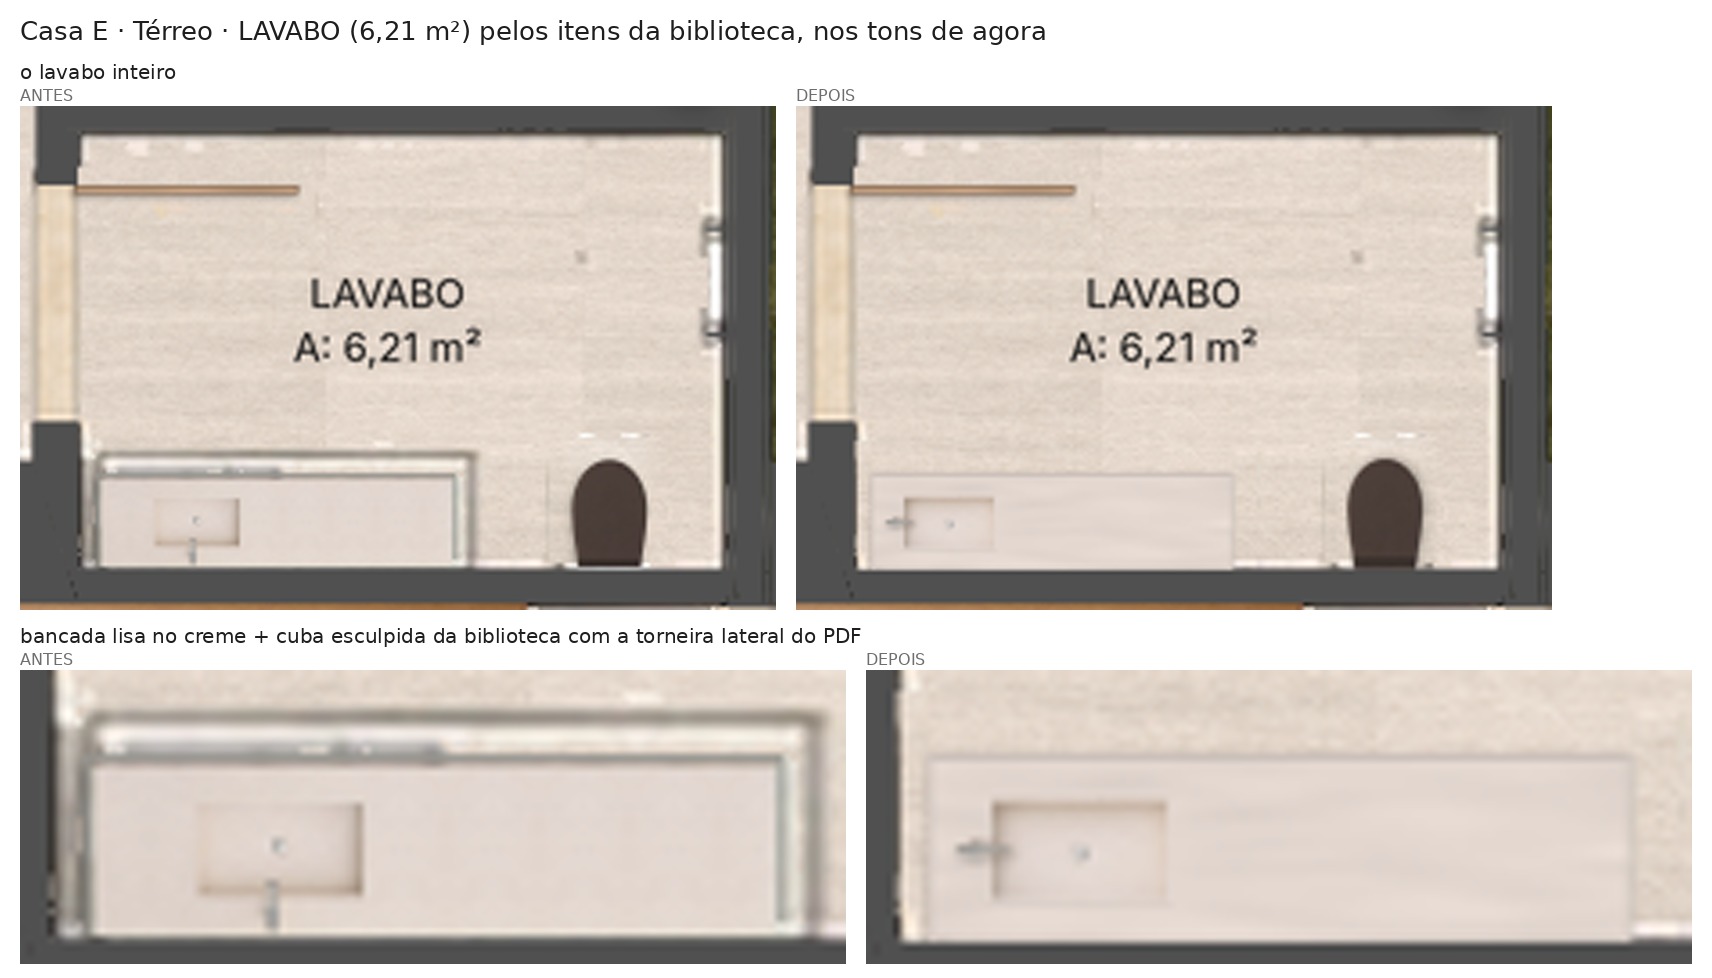 Casa E · Térreo · LAVABO (6,21 m²) pelos itens da biblioteca, nos tons de agora
o lavabo inteiro
ANTES
DEPOIS
LAVABO
A: 6,21 m²
LAVABO
A: 6,21 m²
bancada lisa no creme + cuba esculpida da biblioteca com a torneira lateral do PDF
ANTES
DEPOIS